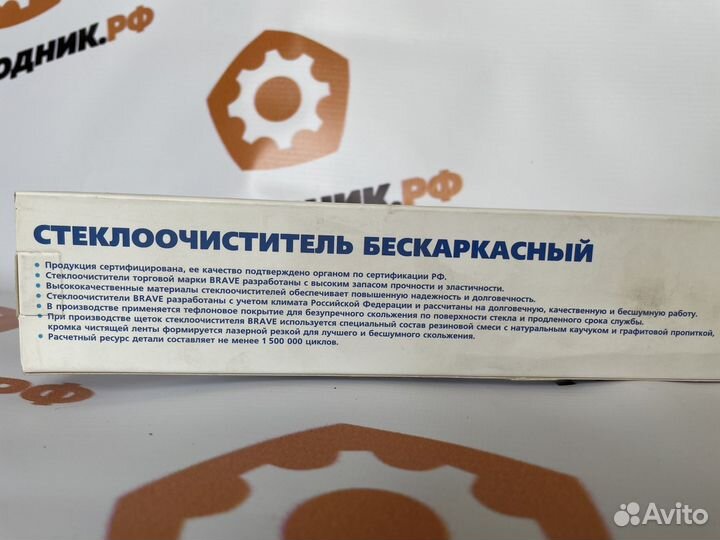 одник.РФ
дник.РФ
СТЕКЛООЧИСТИТЕЛЬ БЕСКАРКАСНЫЙ
• Продукция сертифицирована, ее качество подтверждено органом по сертификации РФ.
• Стеклоочистители торговой марки BRAVE разработаны с высоким запасом прочности и эластичности.
• Высококачественные материалы стеклоочистителей обеспечивает повышенную надежность и долговечность.
• Стеклоочистители BRAVE разработаны с учетом климата Российской Федерации и рассчитаны на долговечную, качественную и бесшумную работу.
• В производстве применяется тефлоновое покрытие для безупречного скольжения по поверхности стекла и продленного срока службы.
• При производстве щеток стеклоочистителя BRAVE используется специальный состав резиновой смеси с натуральным каучуком и графитовой пропиткой,
кромка чистящей ленты формируется лазерной резкой для лучшего и бесшумного скольжения.
• Расчетный ресурс детали составляет не менее 1 500 000 циклов.
РФ
Avito